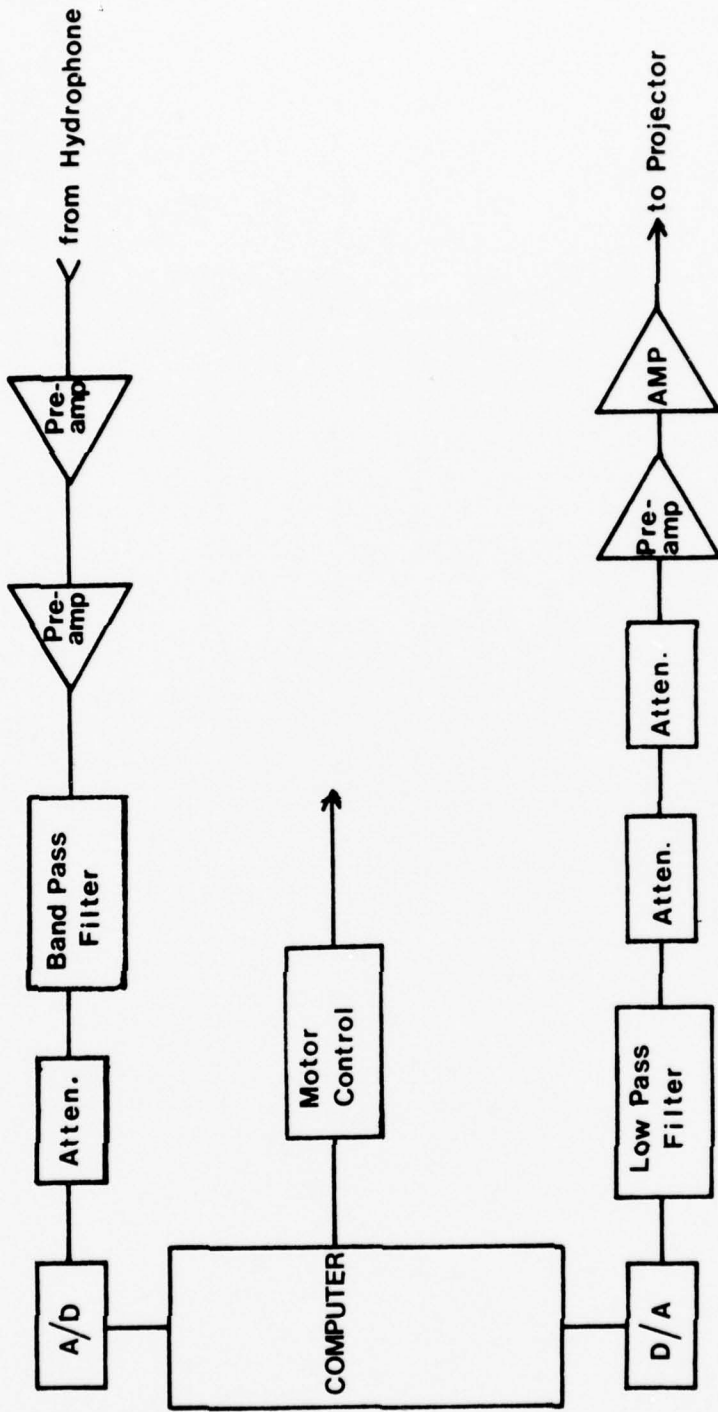 from Hydrophone
Pre-
amp
Pre-
amp
Band Pass
Filter
Atten.
A/D
COMPUTER
Motor
Control
D/A
Low Pass
Filter
Atten.
Atten.
Pre-
amp
AMP
to Projector